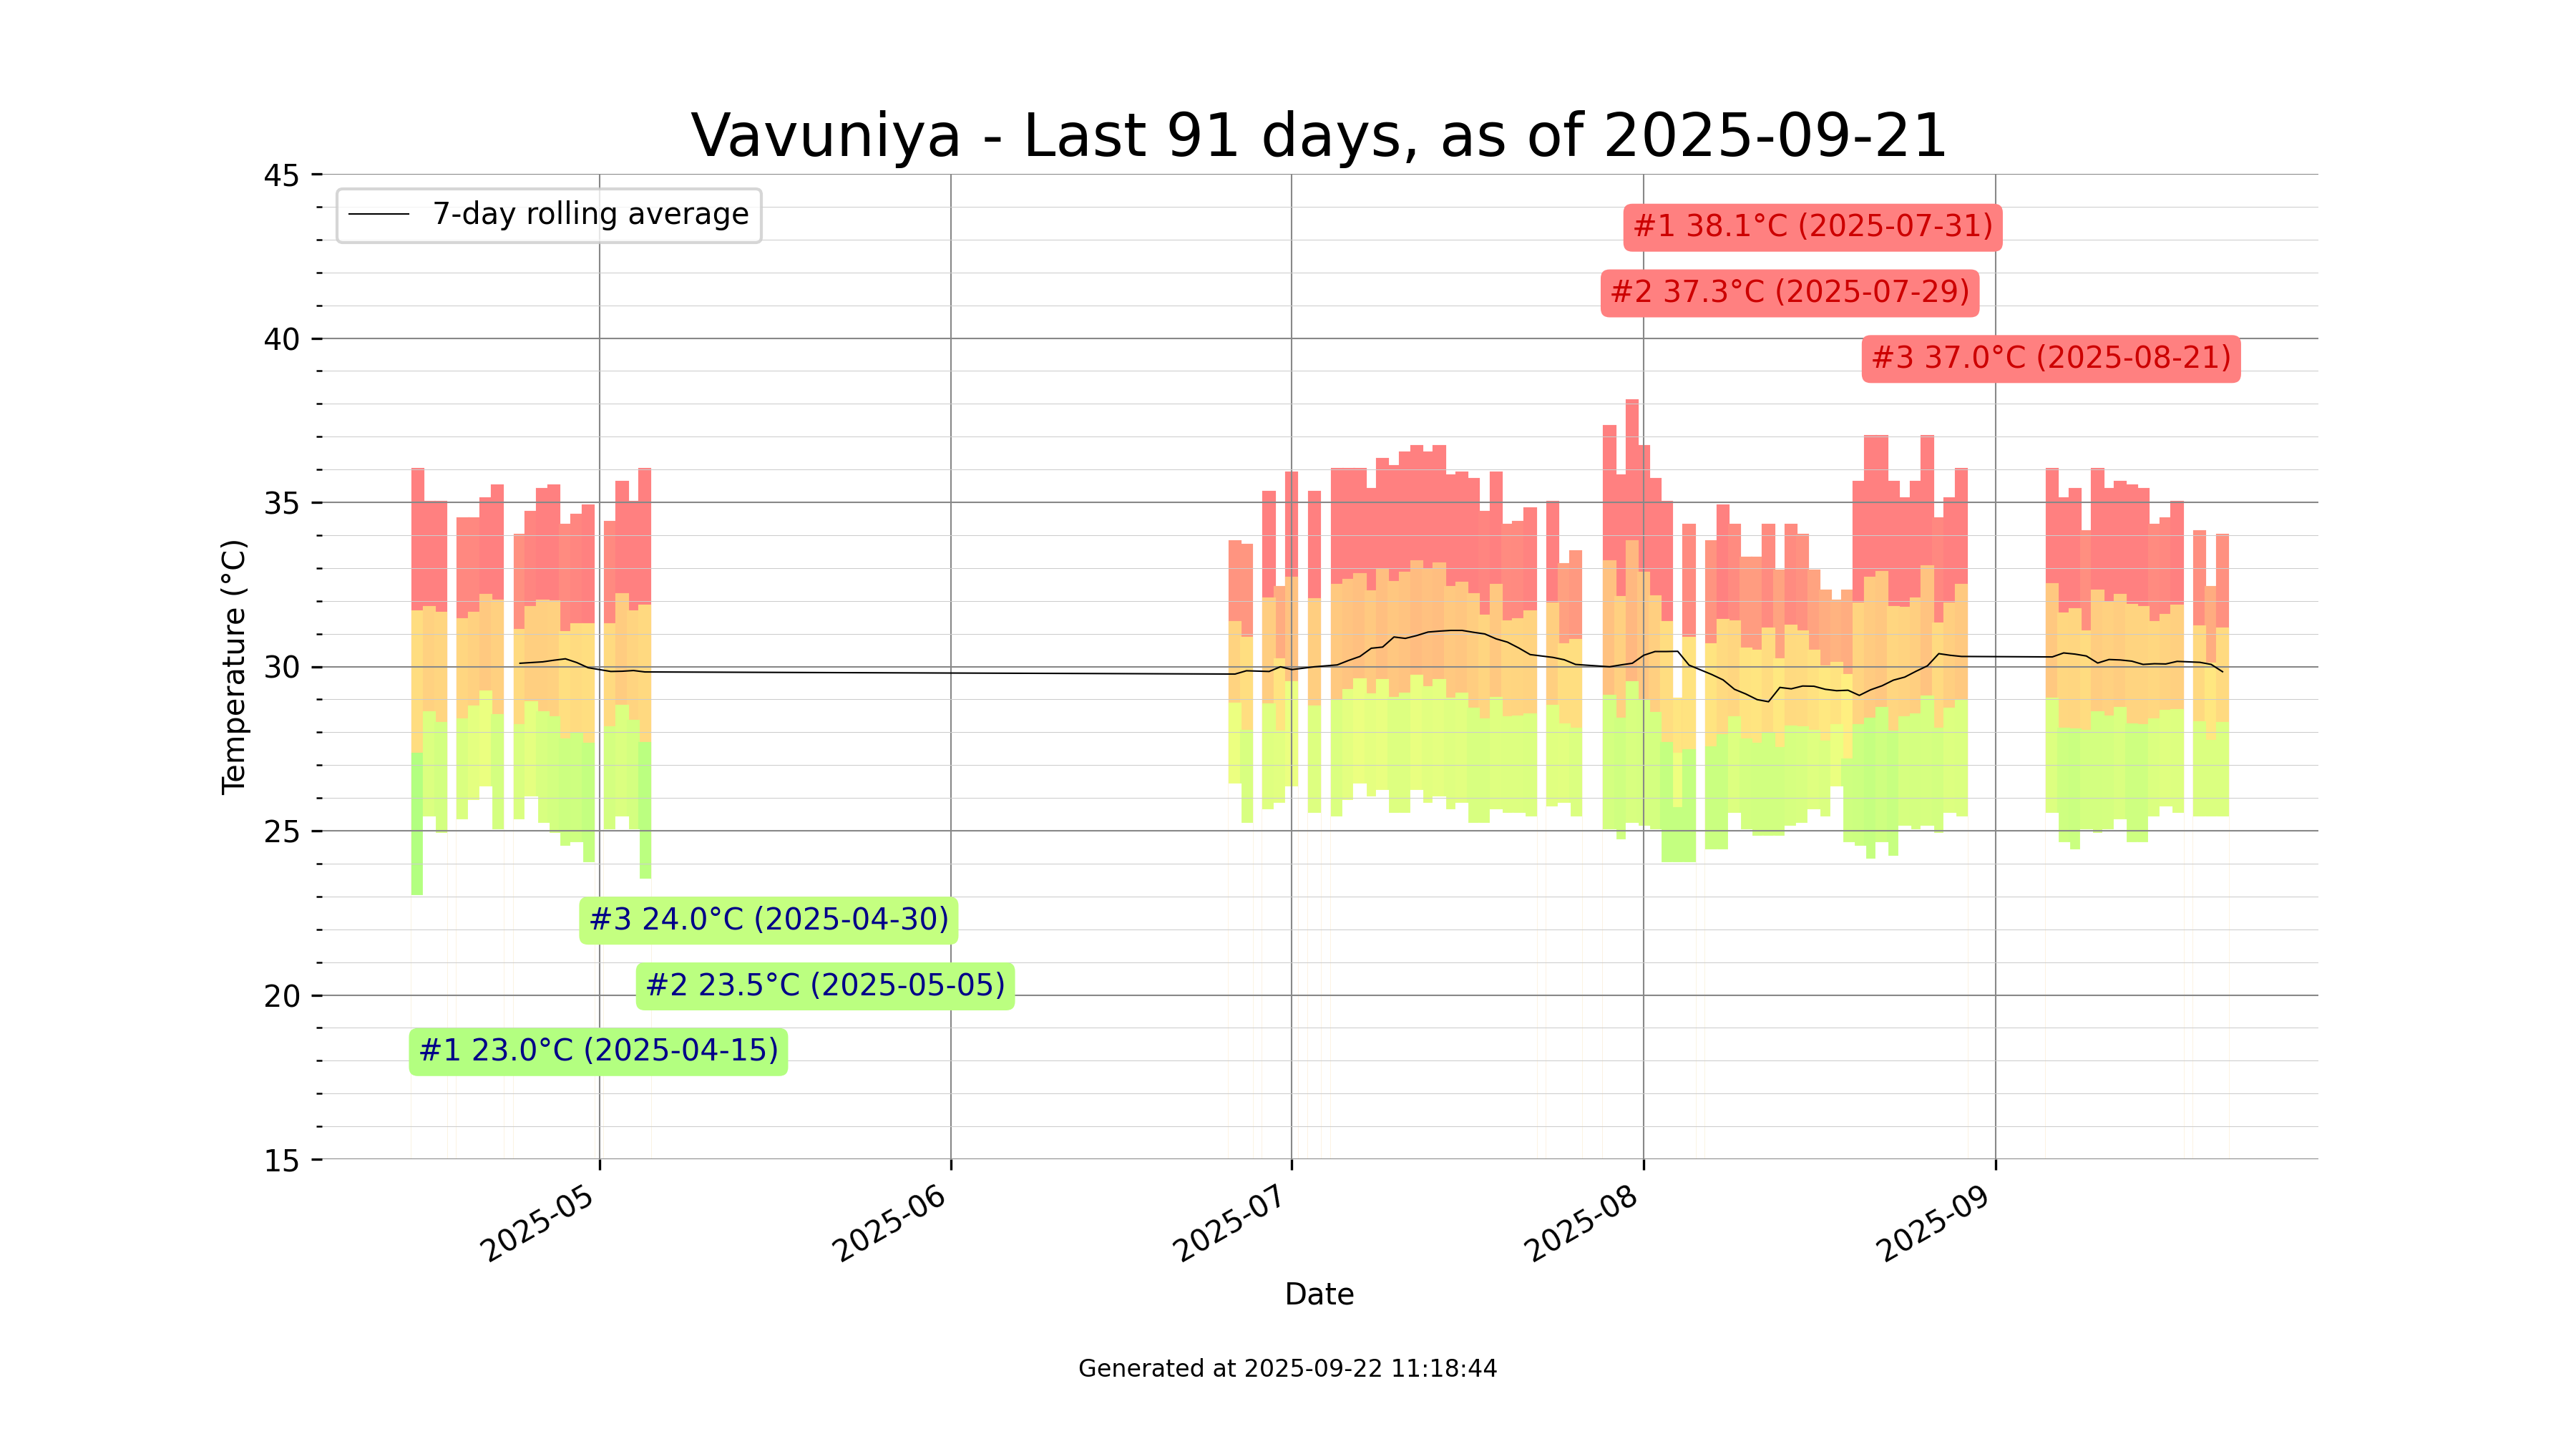 Vavuniya - Last 91 days, as of 2025-09-21
7-day rolling average
#1 38.1°C (2025-07-31)
#2 37.3°C (2025-07-29)
#3 37.0°C (2025-08-21)
#3 24.0°C (2025-04-30)
#2 23.5°C (2025-05-05)
#1 23.0°C (2025-04-15)
Temperature (°C)
45
40
35
30
25
20
15
2025-05
2025-06
2025-07
2025-08
2025-09
Date
Generated at 2025-09-22 11:18:44